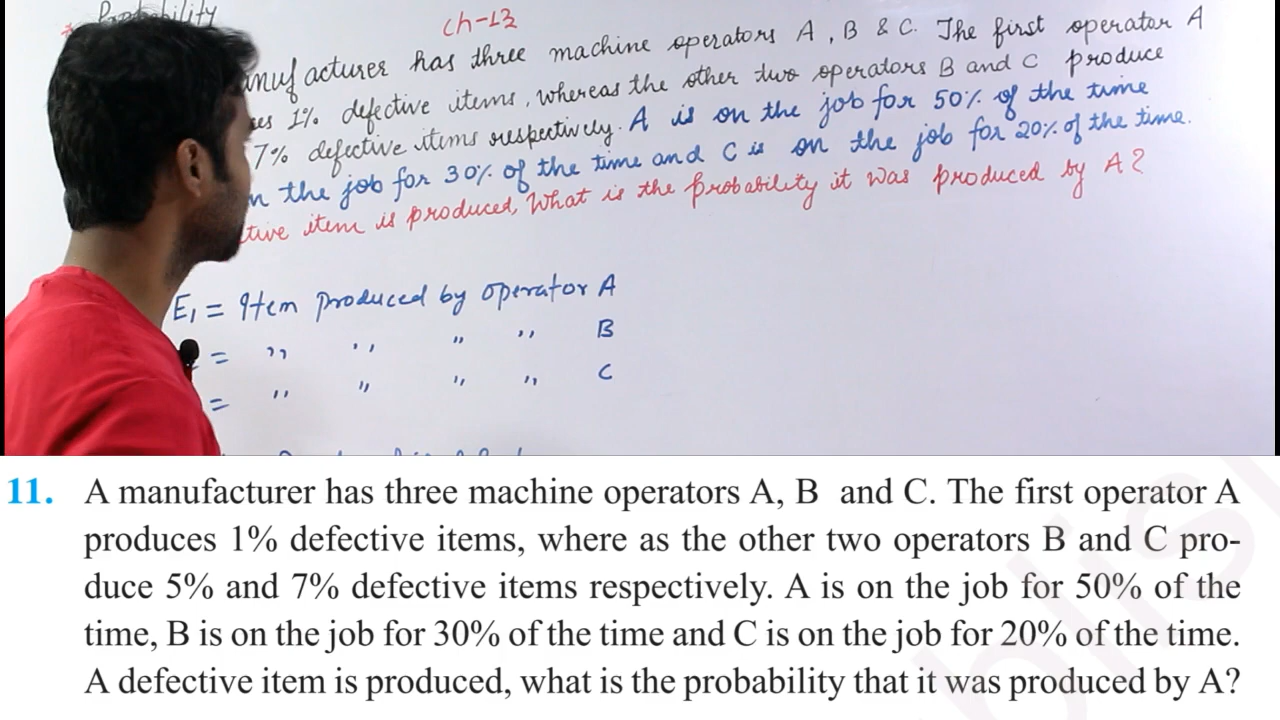 * Probability
Ch-13
anufacturer has three machine operators A, B & C. The first operator A
es 1% defective items, whereas the other two operators B and C produce
7% defective items respectively. A is on the job for 50% of the time
n the job for 30% of the time and C is on the job for 20% of the time.
tive item is produced, What is the probability it was produced by A?
E₁ = Item produced by operator A
= ,, ,, ,, ,, B
= ,, ,, ,, ,, C
11. A manufacturer has three machine operators A, B and C. The first operator A
produces 1% defective items, where as the other two operators B and C pro-
duce 5% and 7% defective items respectively. A is on the job for 50% of the
time, B is on the job for 30% of the time and C is on the job for 20% of the time.
A defective item is produced, what is the probability that it was produced by A?